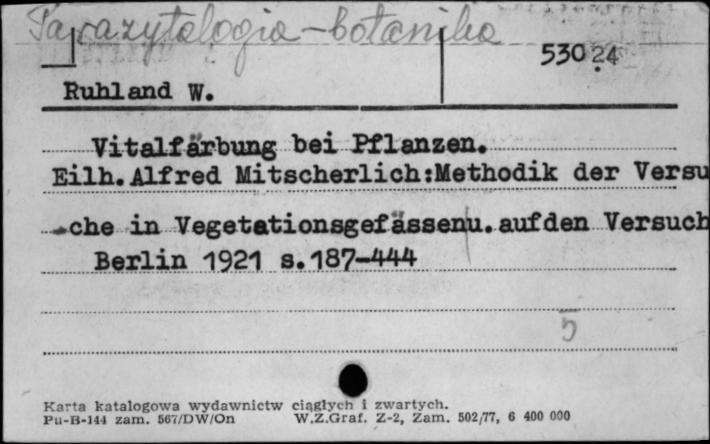 Parazytologia - botanika
53024
Ruhland W.
Vitalfärbung bei Pflanzen.
Eilh.Alfred Mitscherlich:Methodik der Versu
-che in Vegetationsgefässenu.aufden Versuch
Berlin 1921 s.187-444
5
Karta katalogowa wydawnictw ciągłych i zwartych.
Pu-B-144 zam. 567/DW/On W.Z.Graf. Z-2, Zam. 502/77, 6 400 000